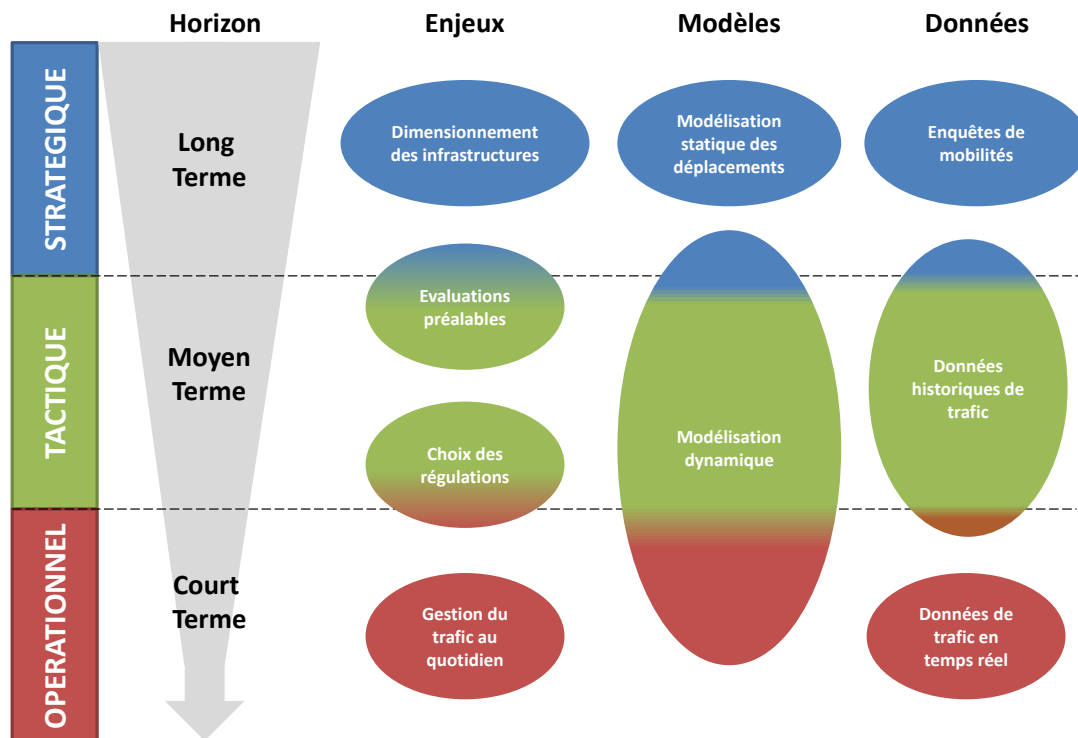 Horizon
Enjeux
Modèles
Données
STRATEGIQUE
Long
Terme
Dimensionnement
des infrastructures
Modélisation
statique des
déplacements
Enquêtes de
mobilités
TACTIQUE
Moyen
Terme
Evaluations
préalables
Choix des
régulations
Modélisation
dynamique
Données
historiques de
trafic
OPERATIONNEL
Court
Terme
Gestion du
trafic au
quotidien
Données de
trafic en
temps réel